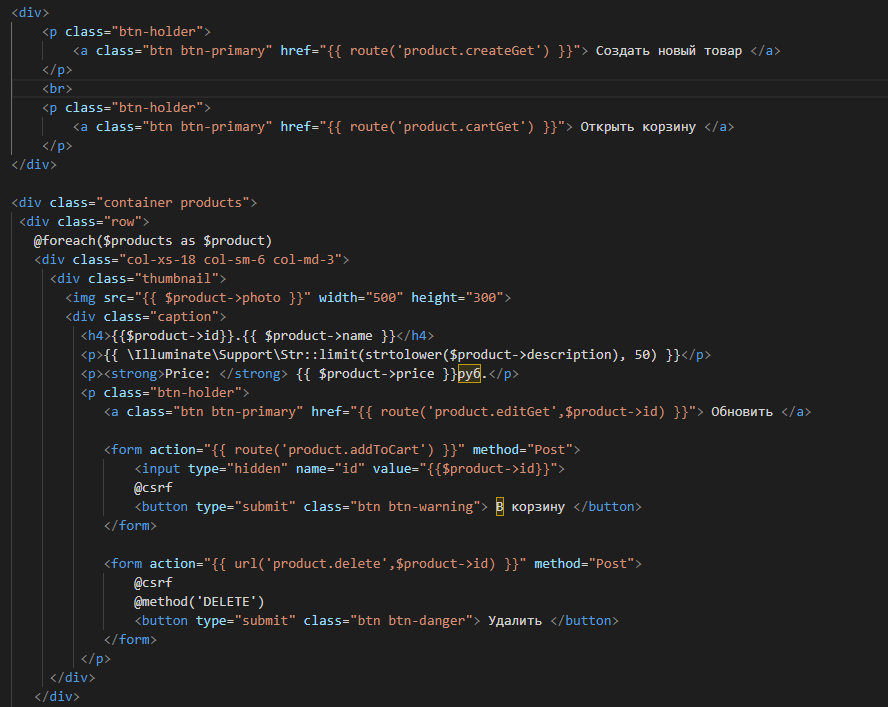 <div>
<p class="btn-holder">
<a class="btn btn-primary" href="{{ route('product.createGet') }}"> Создать новый товар </a>
</p>
<br>
<p class="btn-holder">
<a class="btn btn-primary" href="{{ route('product.cartGet') }}"> Открыть корзину </a>
</p>
</div>
<div class="container products">
<div class="row">
@foreach($products as $product)
<div class="col-xs-18 col-sm-6 col-md-3">
<div class="thumbnail">
<img src="{{ $product->photo }}" width="500" height="300">
<div class="caption">
<h4>{{$product->id}}.{{ $product->name }}</h4>
<p>{{ \Illuminate\Support\Str::limit(strtolower($product->description), 50) }}</p>
<p><strong>Price: </strong> {{ $product->price }}руб.</p>
<p class="btn-holder">
<a class="btn btn-primary" href="{{ route('product.editGet',$product->id) }}"> Обновить </a>
<form action="{{ route('product.addToCart') }}" method="Post">
<input type="hidden" name="id" value="{{$product->id}}">
@csrf
<button type="submit" class="btn btn-warning"> В корзину </button>
</form>
<form action="{{ url('product.delete',$product->id) }}" method="Post">
@csrf
@method('DELETE')
<button type="submit" class="btn btn-danger"> Удалить </button>
</form>
</p>
</div>
</div>